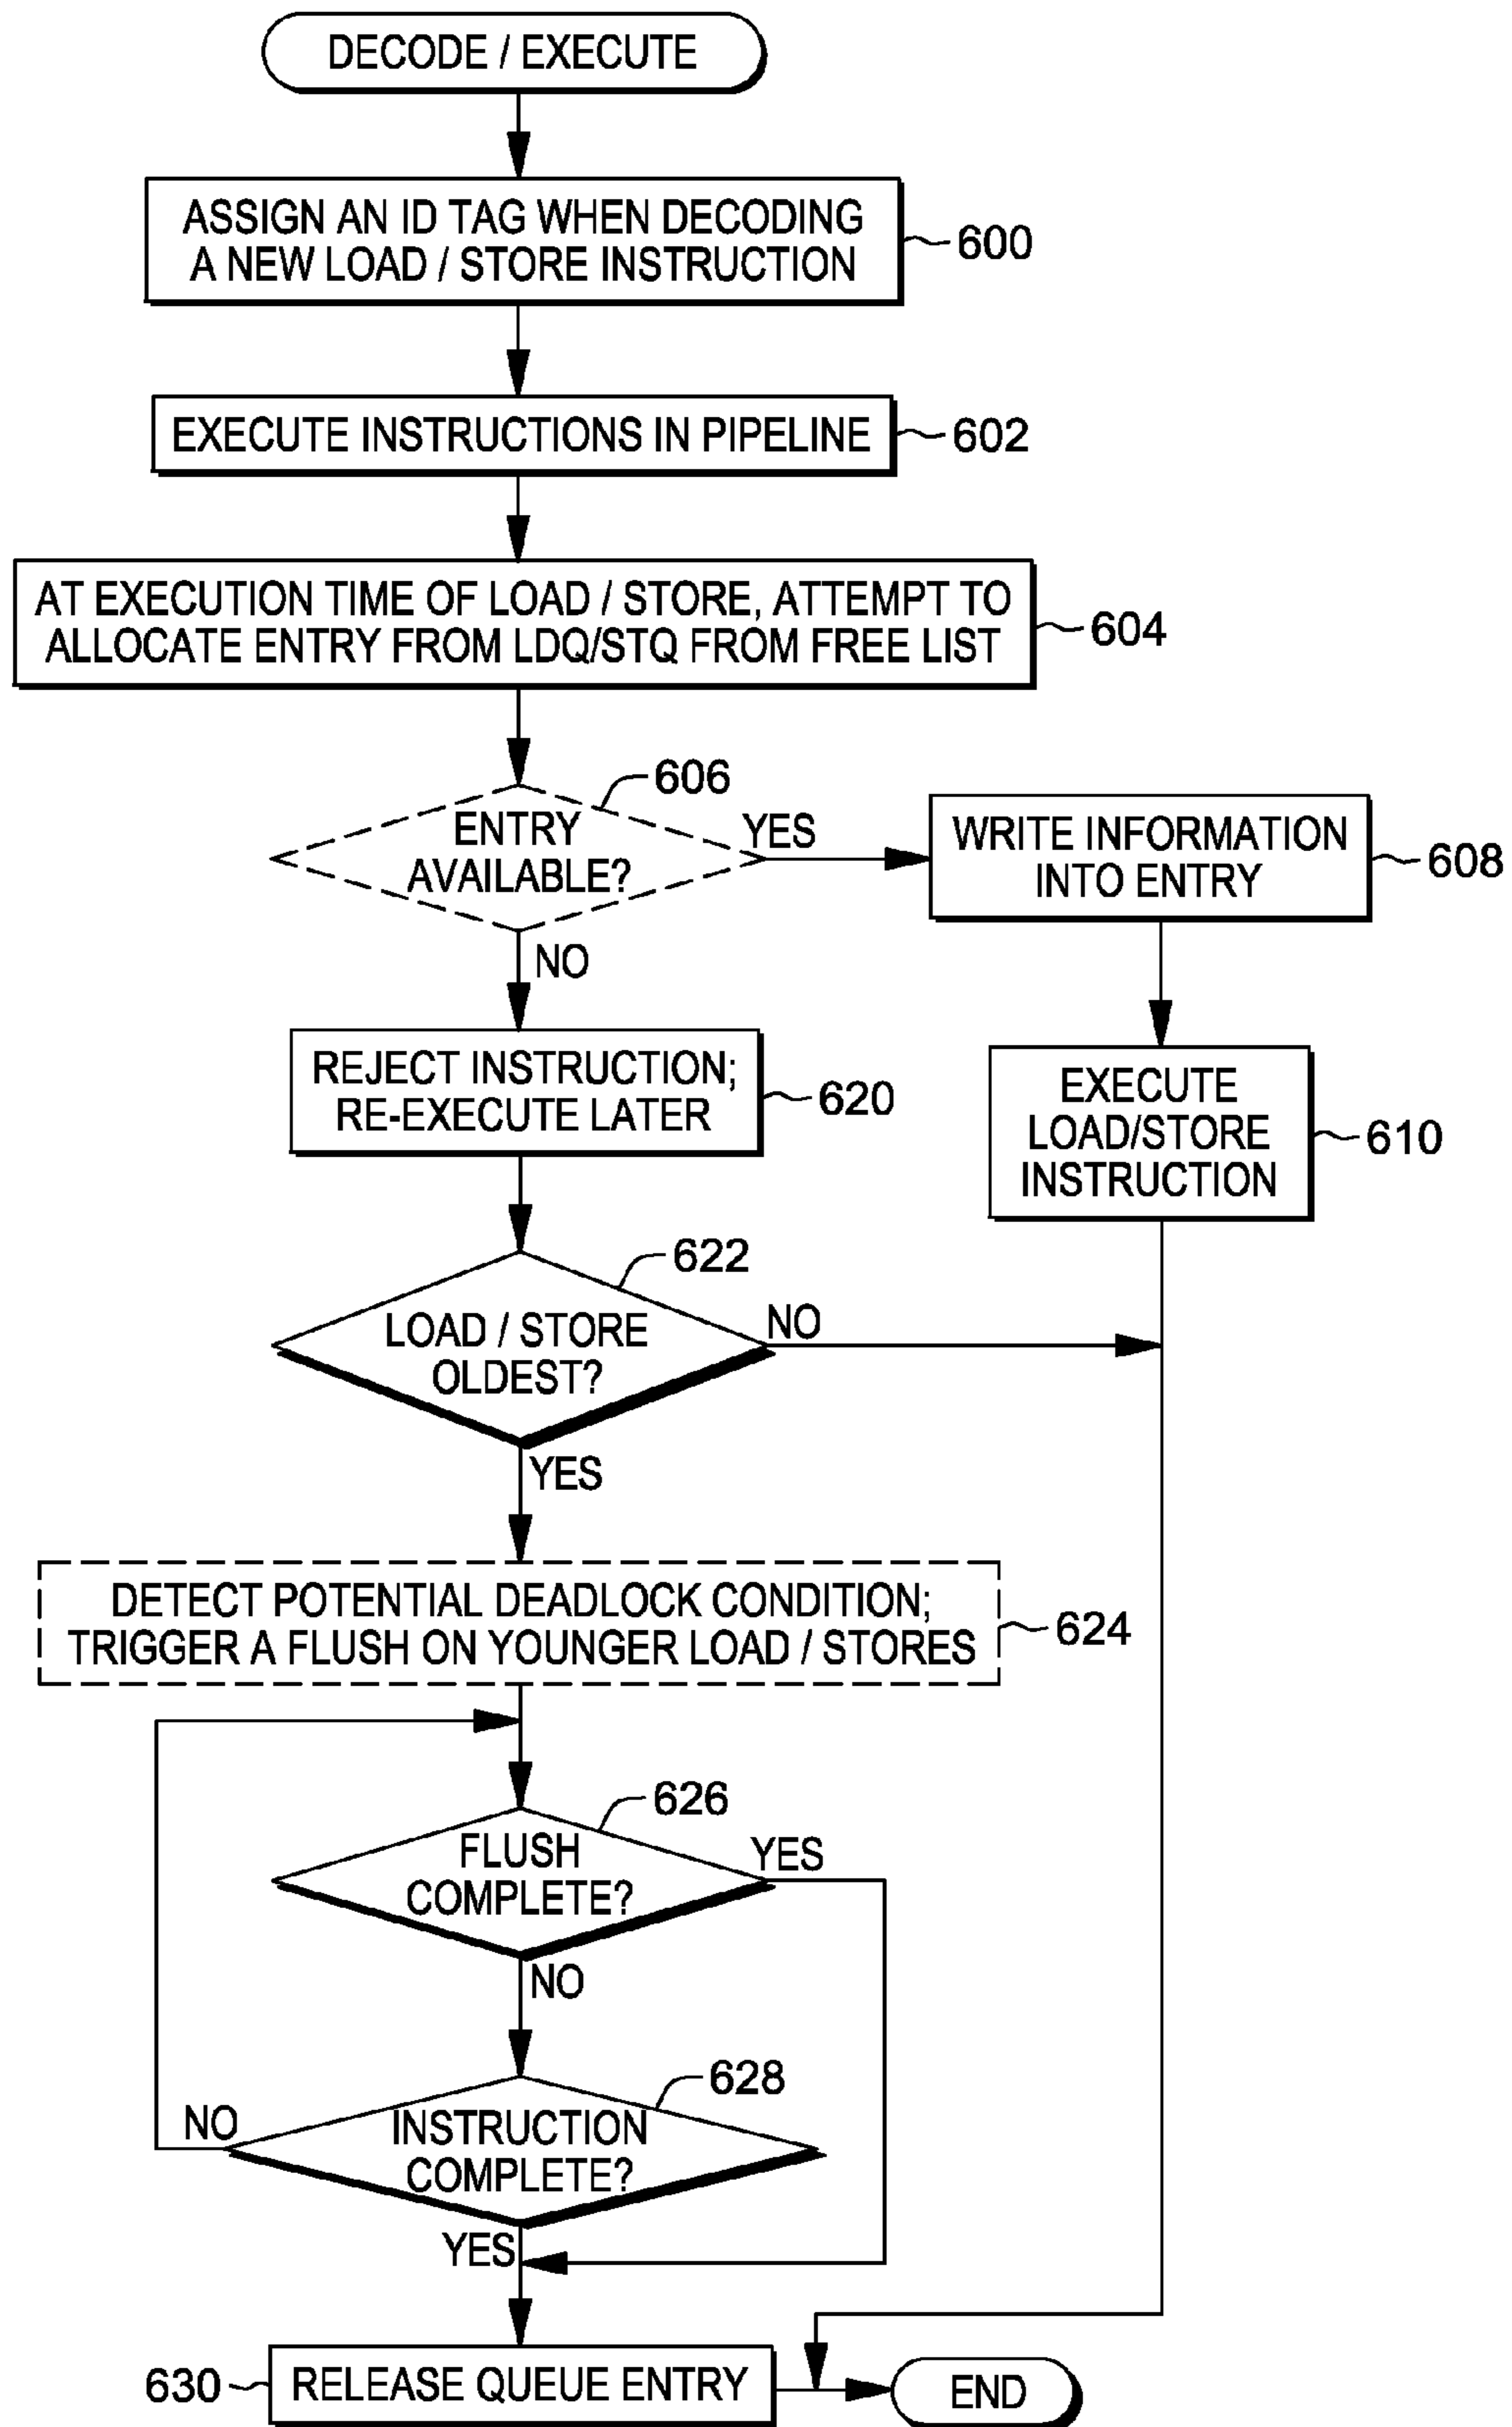 DECODE / EXECUTE
ASSIGN AN ID TAG WHEN DECODING
A NEW LOAD / STORE INSTRUCTION
600
EXECUTE INSTRUCTIONS IN PIPELINE
602
AT EXECUTION TIME OF LOAD / STORE, ATTEMPT TO
ALLOCATE ENTRY FROM LDQ/STQ FROM FREE LIST
604
606
ENTRY
AVAILABLE?
YES
WRITE INFORMATION
INTO ENTRY
608
NO
REJECT INSTRUCTION;
RE-EXECUTE LATER
620
EXECUTE
LOAD/STORE
INSTRUCTION
610
622
LOAD / STORE
OLDEST?
NO
YES
DETECT POTENTIAL DEADLOCK CONDITION;
TRIGGER A FLUSH ON YOUNGER LOAD / STORES
624
626
FLUSH
COMPLETE?
YES
NO
628
INSTRUCTION
COMPLETE?
NO
YES
630
RELEASE QUEUE ENTRY
END